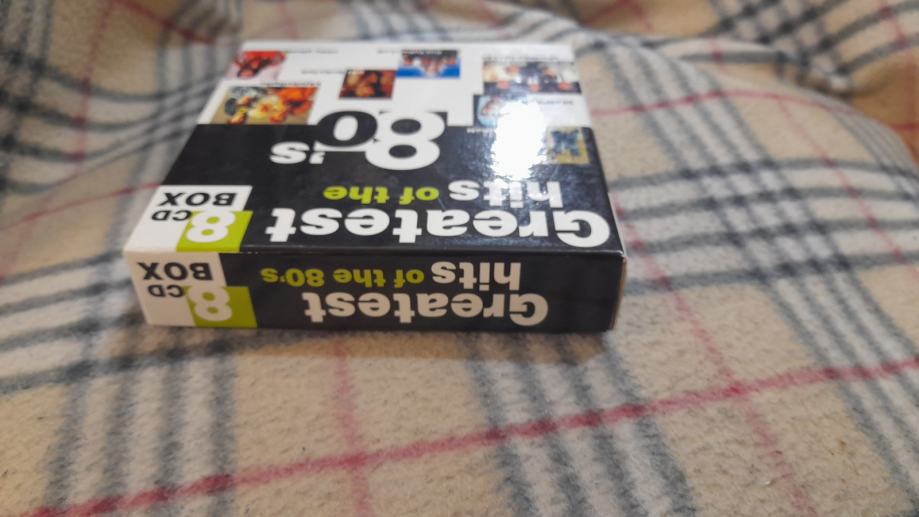 Greatest
hits of the
80's
8 CD
BOX
Greatest
hits of the 80's
8 CD
BOX